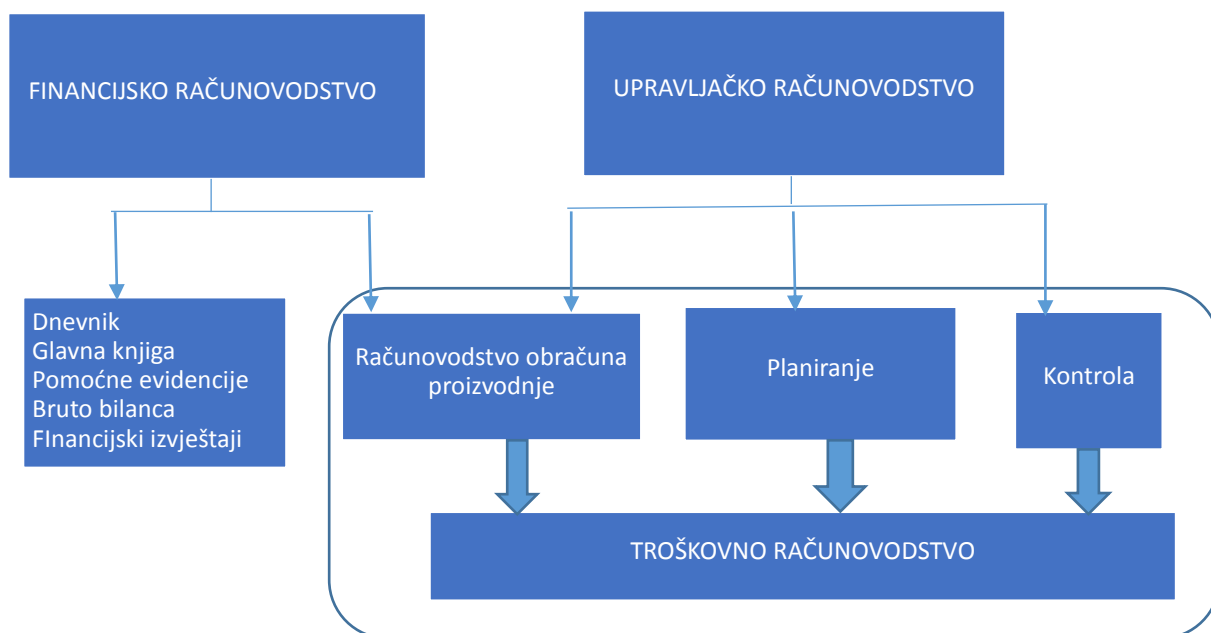 FINANCIJSKO RAČUNOVODSTVO
UPRAVLJAČKO RAČUNOVODSTVO
Dnevnik
Glavna knjiga
Pomoćne evidencije
Bruto bilanca
FInancijski izvještaji
Računovodstvo obračuna
proizvodnje
Planiranje
Kontrola
TROŠKOVNO RAČUNOVODSTVO